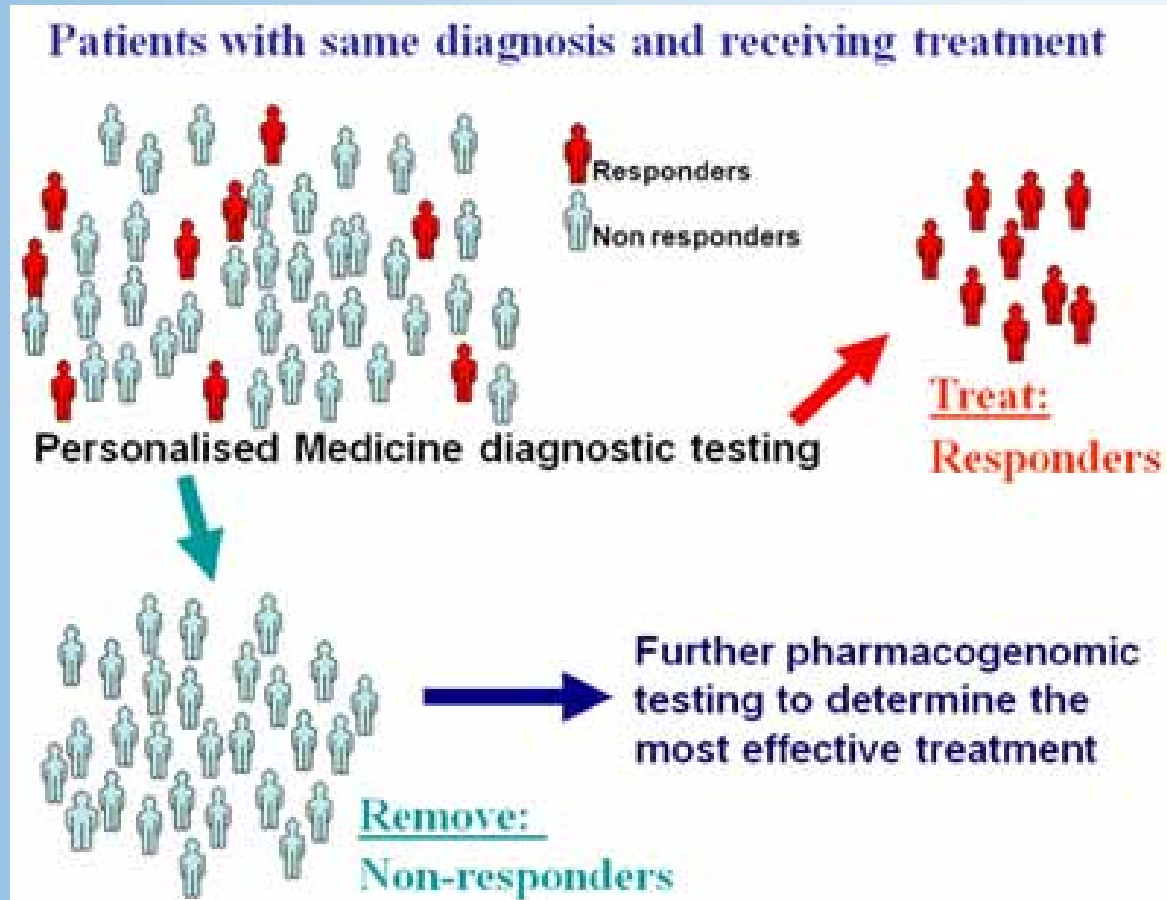 Patients with same diagnosis and receiving treatment
Responders
Non responders
Personalised Medicine diagnostic testing
Treat:
Responders
Further pharmacogenomic
testing to determine the
most effective treatment
Remove:
Non-responders